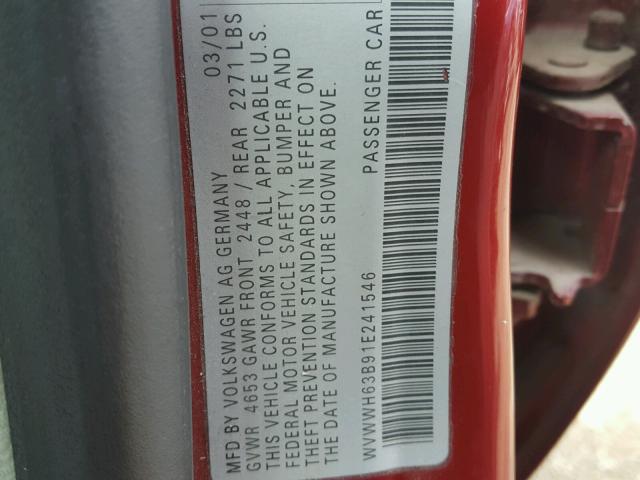 MFD BY VOLKSWAGEN AG GERMANY 03/01
GVWR 4653 GAWR FRONT 2448 / REAR 2271 LBS
THIS VEHICLE CONFORMS TO ALL APPLICABLE U.S.
FEDERAL MOTOR VEHICLE SAFETY, BUMPER AND
THEFT PREVENTION STANDARDS IN EFFECT ON
THE DATE OF MANUFACTURE SHOWN ABOVE.
WVWWH63B91E241546 PASSENGER CAR